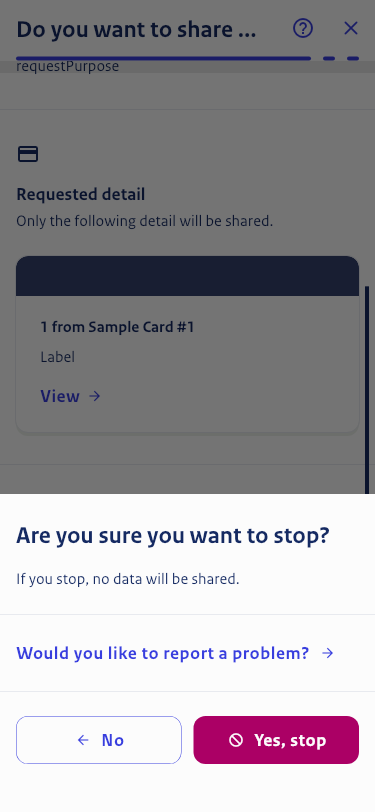 Do you want to share ...
requestPurpose
Requested detail
Only the following detail will be shared.
1 from Sample Card #1
Label
View
Are you sure you want to stop?
If you stop, no data will be shared.
Would you like to report a problem?
No
Yes, stop